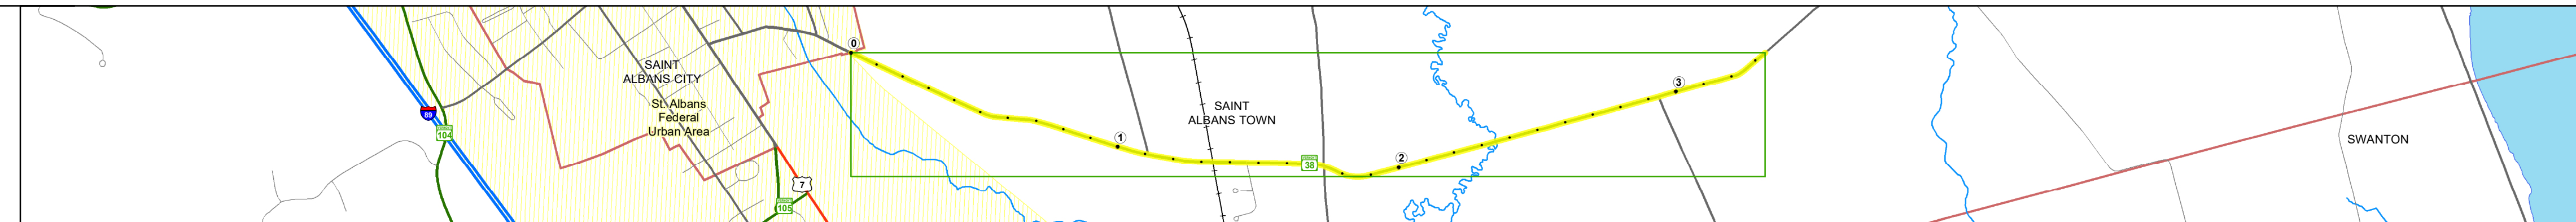 0
SAINT
ALBANS CITY
St. Albans
Federal
Urban Area
89
104
7
105
1
SAINT
ALBANS TOWN
38
2
3
SWANTON